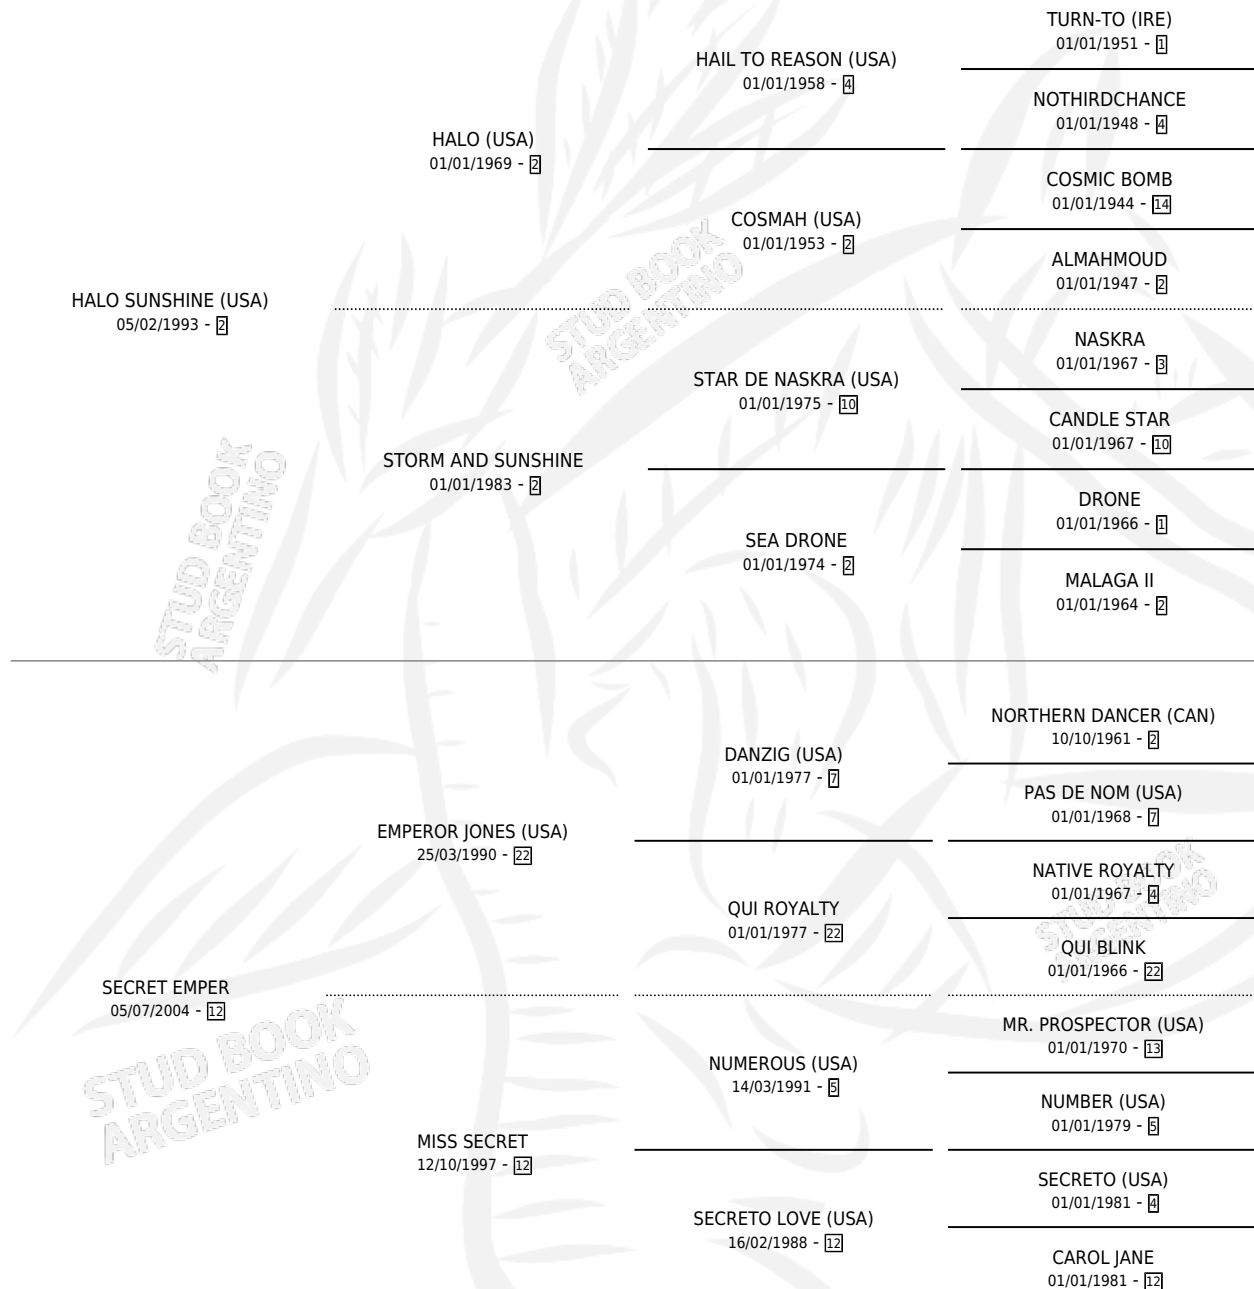 TURN-TO (IRE)
01/01/1951 - 1
HAIL TO REASON (USA)
01/01/1958 - 4
NOTHIRDCHANCE
01/01/1948 - 4
HALO (USA)
01/01/1969 - 2
COSMIC BOMB
01/01/1944 - 14
COSMAH (USA)
01/01/1953 - 2
ALMAHMOUD
01/01/1947 - 2
HALO SUNSHINE (USA)
05/02/1993 - 2
NASKRA
01/01/1967 - 3
STAR DE NASKRA (USA)
01/01/1975 - 10
CANDLE STAR
01/01/1967 - 10
STORM AND SUNSHINE
01/01/1983 - 2
DRONE
01/01/1966 - 1
SEA DRONE
01/01/1974 - 2
MALAGA II
01/01/1964 - 2
STUD BOOK
ARGENTINO
STUD BOOK
ARGENTINO
NORTHERN DANCER (CAN)
10/10/1961 - 2
DANZIG (USA)
01/01/1977 - 7
PAS DE NOM (USA)
01/01/1968 - 7
EMPEROR JONES (USA)
25/03/1990 - 22
NATIVE ROYALTY
01/01/1967 - 4
QUI ROYALTY
01/01/1977 - 22
QUI BLINK
01/01/1966 - 22
SECRET EMPER
05/07/2004 - 12
MR. PROSPECTOR (USA)
01/01/1970 - 13
NUMEROUS (USA)
14/03/1991 - 5
NUMBER (USA)
01/01/1979 - 5
MISS SECRET
12/10/1997 - 12
SECRETO (USA)
01/01/1981 - 4
SECRETO LOVE (USA)
16/02/1988 - 12
CAROL JANE
01/01/1981 - 12
STUD BOOK
ARGENTINO
STUD BOOK
ARGENTINO